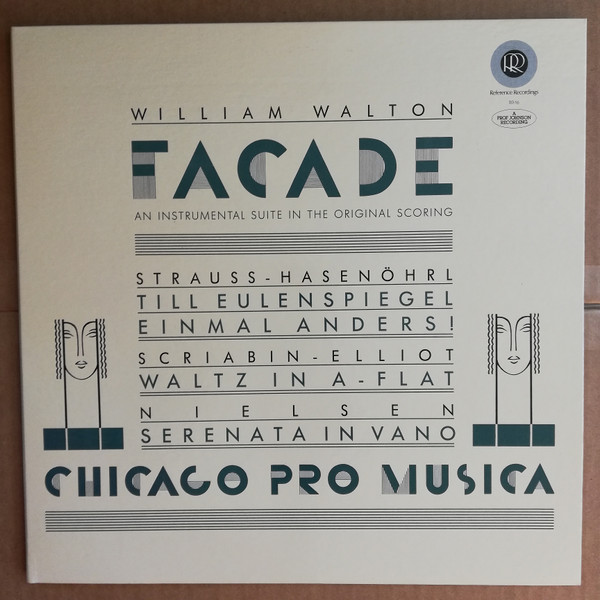 RR
Reference Recordings
A
PROF. JOHNSON
RECORDING
WILLIAM WALTON
FACADE
AN INSTRUMENTAL SUITE IN THE ORIGINAL SCORING
STRAUSS-HASENÖHRL
TILL EULENSPIEGEL
EINMAL ANDERS!
SCRIABIN-ELLIOT
WALTZ IN A-FLAT
NIELSEN
SERENATA IN VANO
CHICAGO PRO MUSICA